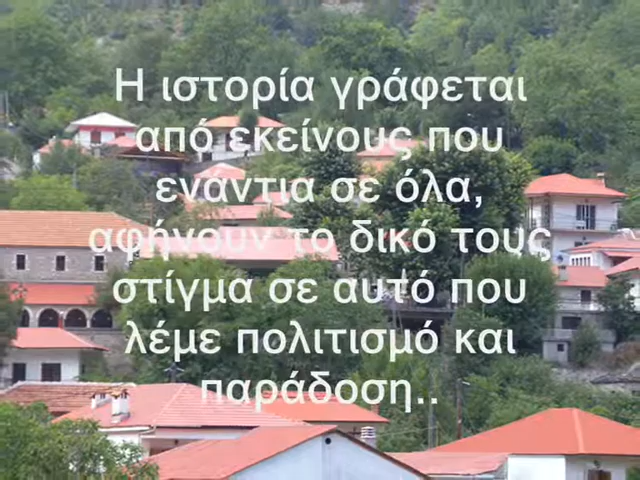 Η ιστορία γράφεται
από εκείνους που
ενάντια σε όλα,
αφήνουν το δικό τους
στίγμα σε αυτό που
λέμε πολιτισμό και
παράδοση..